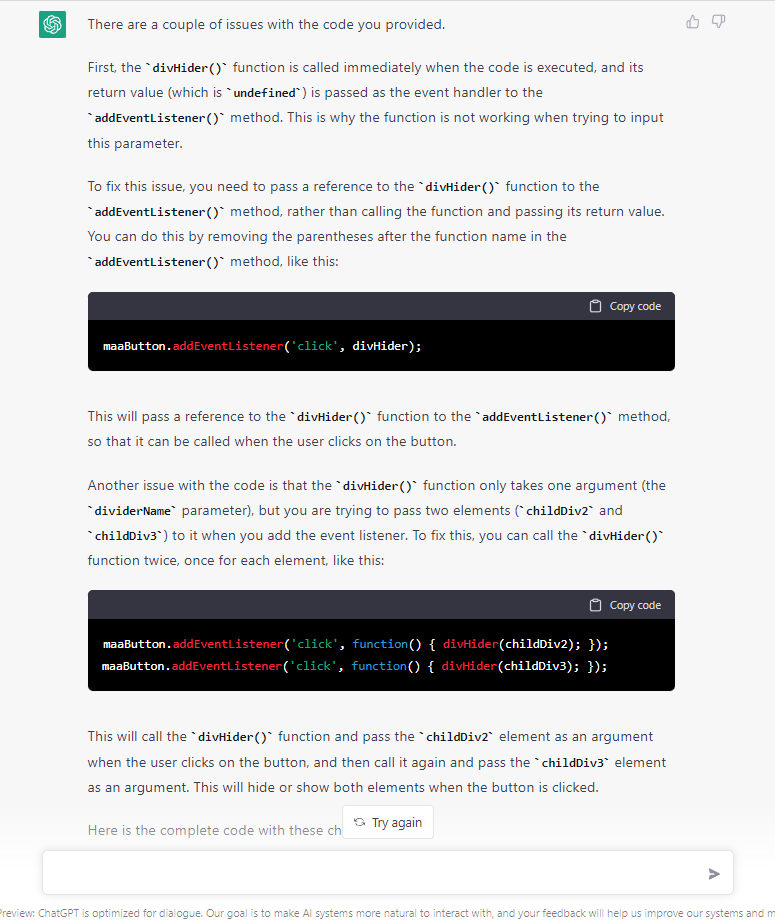 There are a couple of issues with the code you provided.
First, the `divHider()` function is called immediately when the code is executed, and its
return value (which is `undefined`) is passed as the event handler to the
`addEventListener()` method. This is why the function is not working when trying to input
this parameter.
To fix this issue, you need to pass a reference to the `divHider()` function to the
`addEventListener()` method, rather than calling the function and passing its return value.
You can do this by removing the parentheses after the function name in the
`addEventListener()` method, like this:
Copy code
maaButton.addEventListener('click', divHider);
This will pass a reference to the `divHider()` function to the `addEventListener()` method,
so that it can be called when the user clicks on the button.
Another issue with the code is that the `divHider()` function only takes one argument (the
`dividerName` parameter), but you are trying to pass two elements (`childDiv2` and
`childDiv3`) to it when you add the event listener. To fix this, you can call the `divHider()`
function twice, once for each element, like this:
Copy code
maaButton.addEventListener('click', function() { divHider(childDiv2); });
maaButton.addEventListener('click', function() { divHider(childDiv3); });
This will call the `divHider()` function and pass the `childDiv2` element as an argument
when the user clicks on the button, and then call it again and pass the `childDiv3` element
as an argument. This will hide or show both elements when the button is clicked.
Here is the complete code with these ch
Try again
Preview: ChatGPT is optimized for dialogue. Our goal is to make AI systems more natural to interact with, and your feedback will help us improve our systems and m